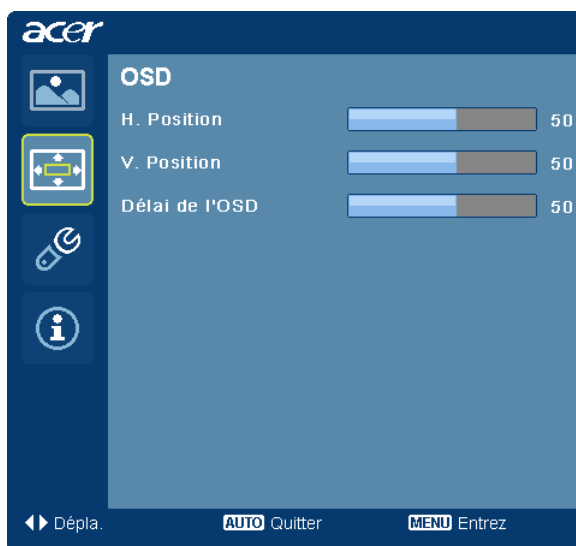 acer
OSD
H. Position 50
V. Position 50
Délai de l'OSD 50
Dépla. AUTO Quitter MENU Entrez